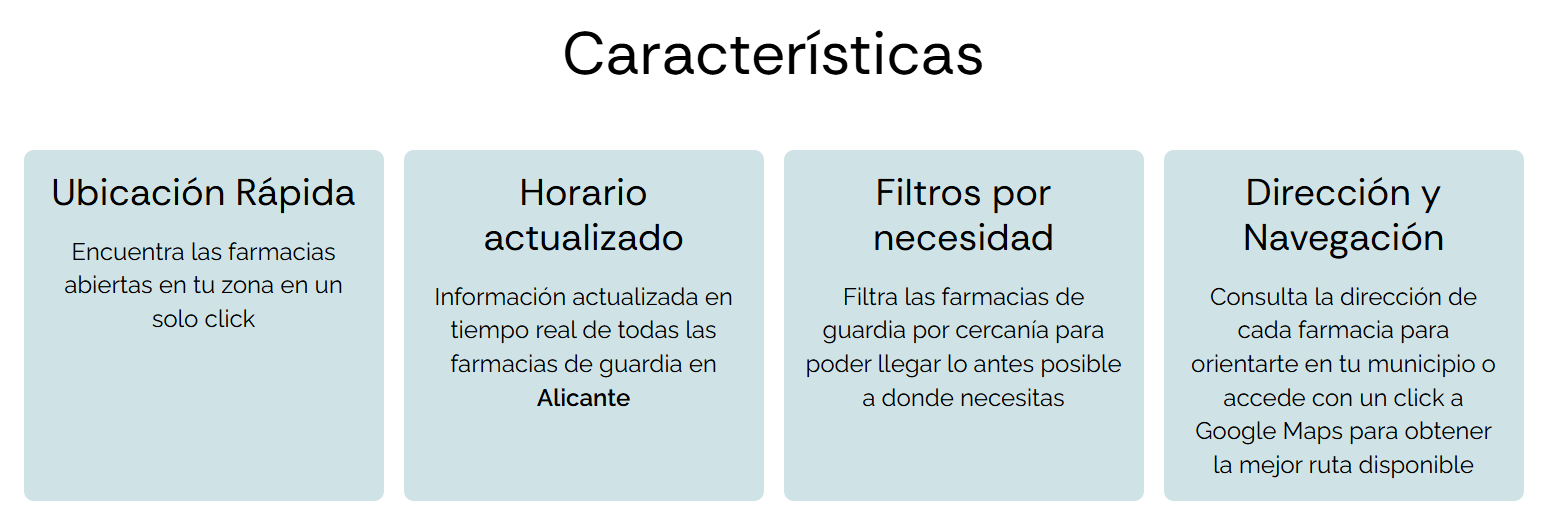 Características
Ubicación Rápida
Encuentra las farmacias
abiertas en tu zona en un
solo click
Horario
actualizado
Información actualizada en
tiempo real de todas las
farmacias de guardia en
Alicante
Filtros por
necesidad
Filtra las farmacias de
guardia por cercanía para
poder llegar lo antes posible
a donde necesitas
Dirección y
Navegación
Consulta la dirección de
cada farmacia para
orientarte en tu municipio o
accede con un click a
Google Maps para obtener
la mejor ruta disponible